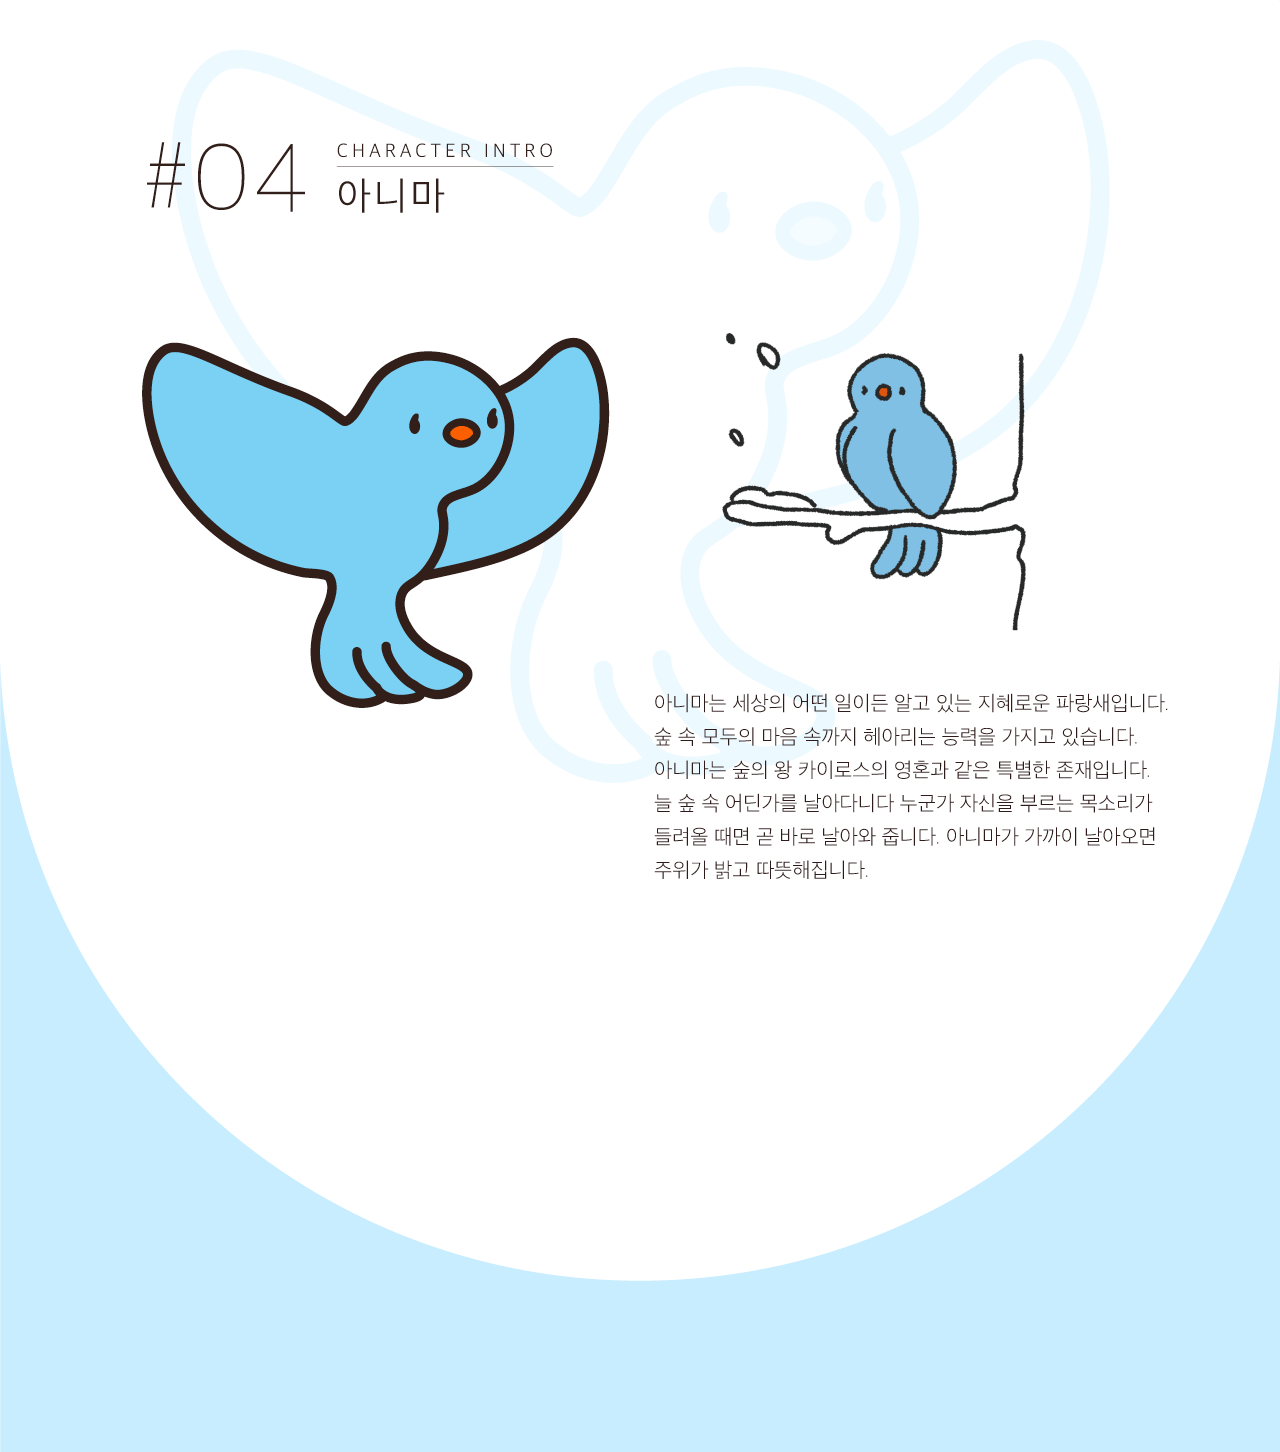 #04
CHARACTER INTRO
아니마
아니마는 세상의 어떤 일이든 알고 있는 지혜로운 파랑새입니다.
숲 속 모두의 마음 속까지 헤아리는 능력을 가지고 있습니다.
아니마는 숲의 왕 카이로스의 영혼과 같은 특별한 존재입니다.
늘 숲 속 어딘가를 날아다니다 누군가 자신을 부르는 목소리가
들려올 때면 곧 바로 날아와 줍니다. 아니마가 가까이 날아오면
주위가 밝고 따뜻해집니다.